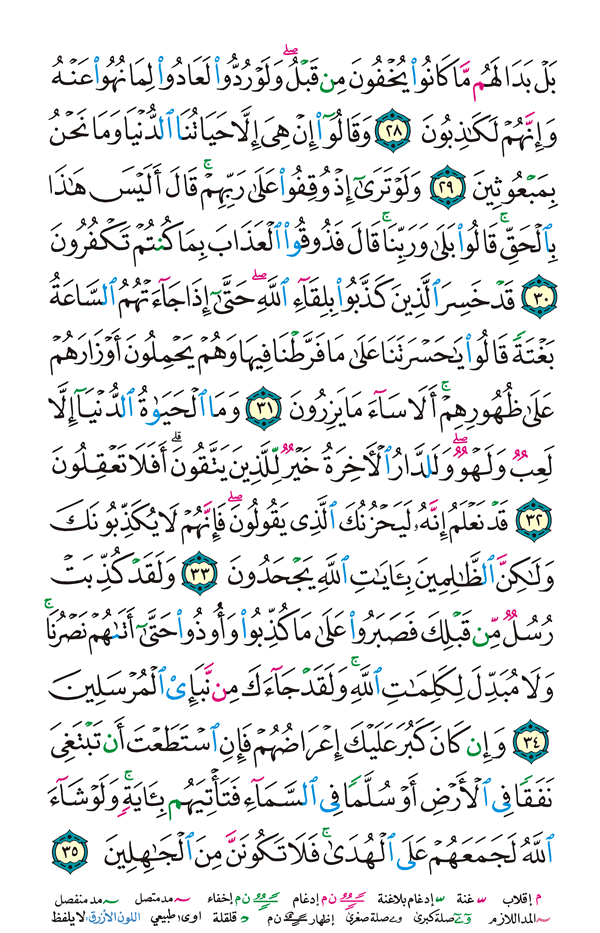 بَلْ بَدَا لَهُم مَّا كَانُوا۟ يُخْفُونَ مِن قَبْلُ ۖ وَلَوْ رُدُّوا۟ لَعَادُوا۟ لِمَا نُهُوا۟ عَنْهُ
وَإِنَّهُمْ لَكَـٰذِبُونَ ٢٨ وَقَالُوٓا۟ إِنْ هِىَ إِلَّا حَيَاتُنَا ٱلدُّنْيَا وَمَا نَحْنُ
بِمَبْعُوثِينَ ٢٩ وَلَوْ تَرَىٰٓ إِذْ وُقِفُوا۟ عَلَىٰ رَبِّهِمْ ۚ قَالَ أَلَيْسَ هَـٰذَا
بِٱلْحَقِّ ۚ قَالُوا۟ بَلَىٰ وَرَبِّنَا ۚ قَالَ فَذُوقُوا۟ ٱلْعَذَابَ بِمَا كُنتُمْ تَكْفُرُونَ
٣٠ قَدْ خَسِرَ ٱلَّذِينَ كَذَّبُوا۟ بِلِقَآءِ ٱللَّهِ ۖ حَتَّىٰٓ إِذَا جَآءَتْهُمُ ٱلسَّاعَةُ
بَغْتَةً قَالُوا۟ يَـٰحَسْرَتَنَا عَلَىٰ مَا فَرَّطْنَا فِيهَا وَهُمْ يَحْمِلُونَ أَوْزَارَهُمْ
عَلَىٰ ظُهُورِهِمْ ۚ أَلَا سَآءَ مَا يَزِرُونَ ٣١ وَمَا ٱلْحَيَوٰةُ ٱلدُّنْيَآ إِلَّا
لَعِبٌ وَلَهْوٌ ۖ وَلَلدَّارُ ٱلْـَٔاخِرَةُ خَيْرٌ لِّلَّذِينَ يَتَّقُونَ ۗ أَفَلَا تَعْقِلُونَ
٣٢ قَدْ نَعْلَمُ إِنَّهُۥ لَيَحْزُنُكَ ٱلَّذِى يَقُولُونَ ۖ فَإِنَّهُمْ لَا يُكَذِّبُونَكَ
وَلَـٰكِنَّ ٱلظَّـٰلِمِينَ بِـَٔايَـٰتِ ٱللَّهِ يَجْحَدُونَ ٣٣ وَلَقَدْ كُذِّبَتْ
رُسُلٌ مِّن قَبْلِكَ فَصَبَرُوا۟ عَلَىٰ مَا كُذِّبُوا۟ وَأُوذُوا۟ حَتَّىٰٓ أَتَىٰهُمْ نَصْرُنَا ۚ
وَلَا مُبَدِّلَ لِكَلِمَـٰتِ ٱللَّهِ ۚ وَلَقَدْ جَآءَكَ مِن نَّبَإِى۟ ٱلْمُرْسَلِينَ
٣٤ وَإِن كَانَ كَبُرَ عَلَيْكَ إِعْرَاضُهُمْ فَإِنِ ٱسْتَطَعْتَ أَن تَبْتَغِىَ
نَفَقًا فِى ٱلْأَرْضِ أَوْ سُلَّمًا فِى ٱلسَّمَآءِ فَتَأْتِيَهُم بِـَٔايَةٍ ۚ وَلَوْ شَآءَ
ٱللَّهُ لَجَمَعَهُمْ عَلَى ٱلْهُدَىٰ ۚ فَلَا تَكُونَنَّ مِنَ ٱلْجَـٰهِلِينَ ٣٥
م إقلاب غنة إدغام بلاغنة ن م إدغام ن م إخفاء مد متصل مد منفصل
المد اللازم صلة كبرى صلة صغرى إظهار ن م قلقلة اوى طبيعي اللون الأزرق: لا يلفظ